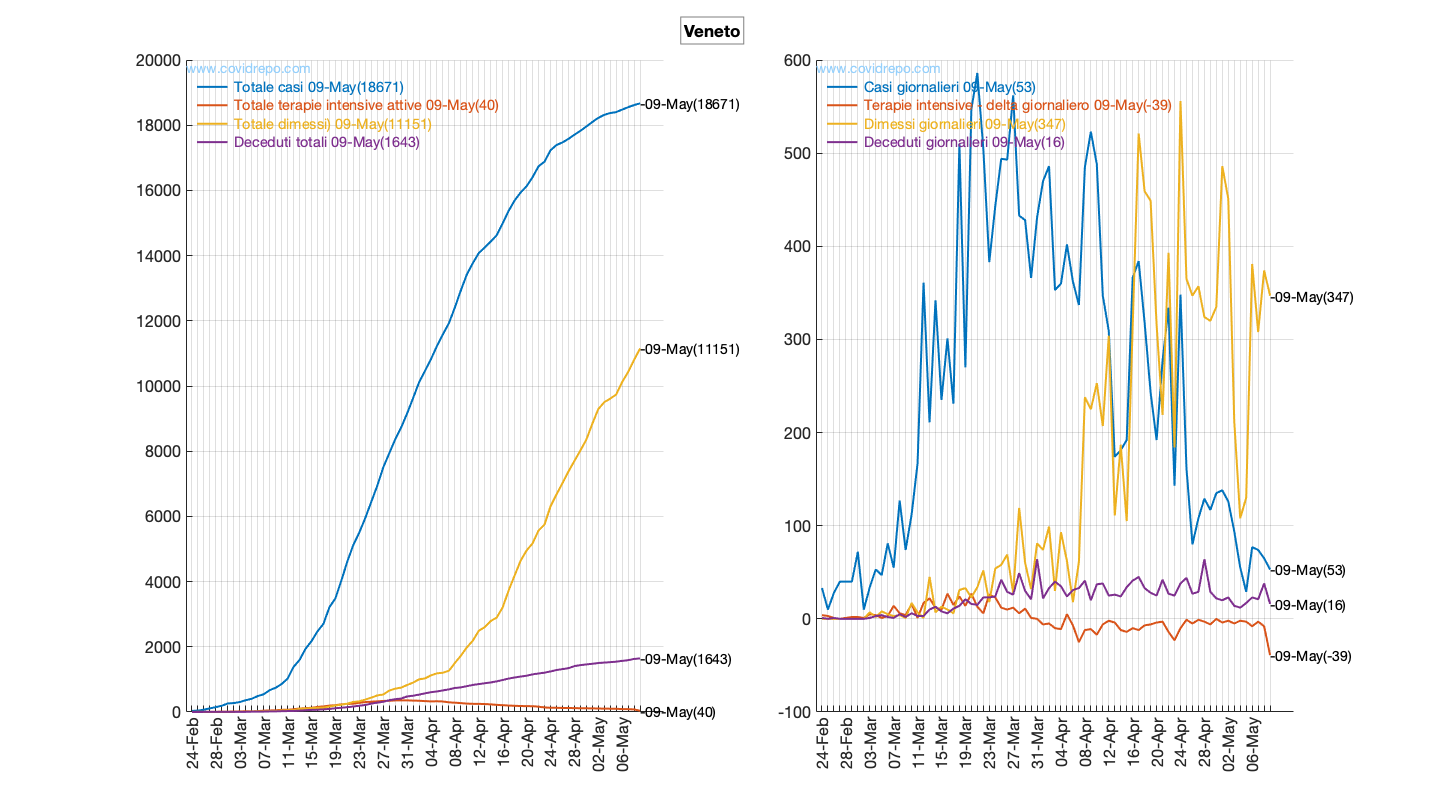 Veneto
20000
18000
16000
14000
12000
10000
8000
6000
4000
2000
0
www.covidrepo.com
Totale casi 09-May(18671)
Totale terapie intensive attive 09-May(40)
Totale dimessi) 09-May(11151)
Deceduti totali 09-May(1643)
09-May(18671)
09-May(11151)
09-May(1643)
09-May(40)
24-Feb
28-Feb
03-Mar
07-Mar
11-Mar
15-Mar
19-Mar
23-Mar
27-Mar
31-Mar
04-Apr
08-Apr
12-Apr
16-Apr
20-Apr
24-Apr
28-Apr
02-May
06-May
600
500
400
300
200
100
0
-100
www.covidrepo.com
Casi giornalieri 09-May(53)
Terapie intensive - delta giornaliero 09-May(-39)
Dimessi giornalieri 09-May(347)
Deceduti giornalieri 09-May(16)
09-May(347)
09-May(53)
09-May(16)
09-May(-39)
24-Feb
28-Feb
03-Mar
07-Mar
11-Mar
15-Mar
19-Mar
23-Mar
27-Mar
31-Mar
04-Apr
08-Apr
12-Apr
16-Apr
20-Apr
24-Apr
28-Apr
02-May
06-May